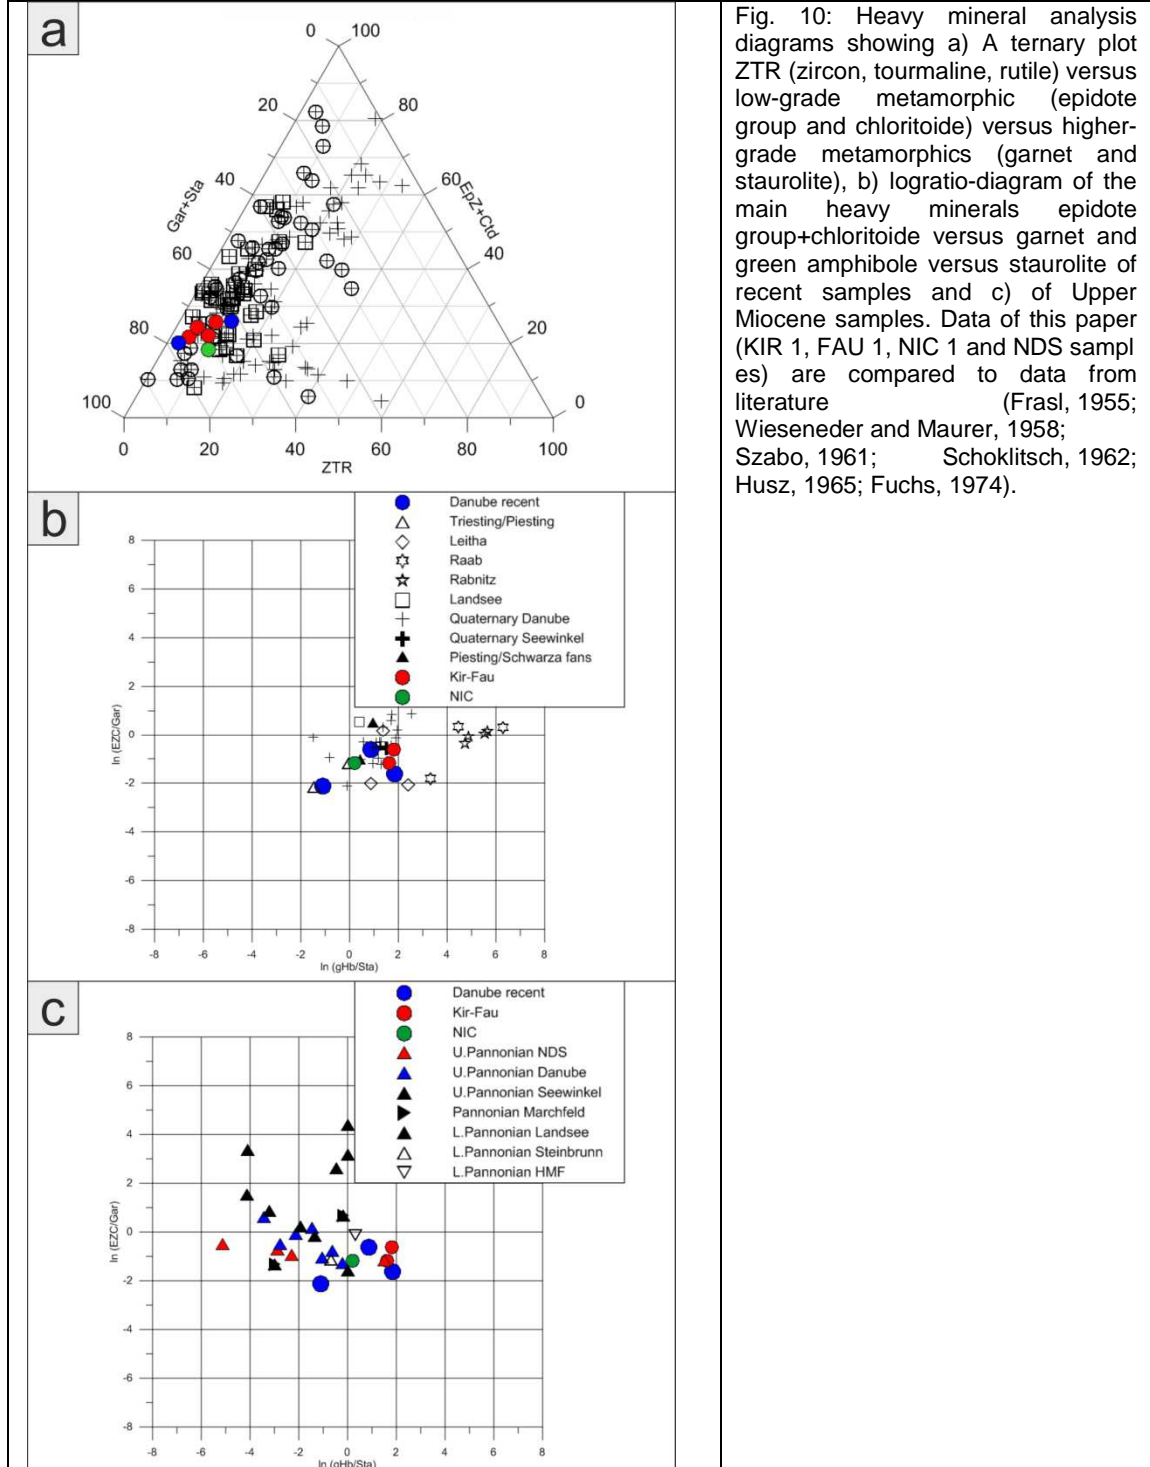 a
0
100
20
80
40
60
Gar+Sta
EpZ+Ctd
60
40
80
20
100
0
0
20
40
60
80
100
ZTR
Fig. 10: Heavy mineral analysis
diagrams showing a) A ternary plot
ZTR (zircon, tourmaline, rutile) versus
low-grade metamorphic (epidote
group and chloritoide) versus higher-
grade metamorphics (garnet and
staurolite), b) logratio-diagram of the
main heavy minerals epidote
group+chloritoide versus garnet and
green amphibole versus staurolite of
recent samples and c) of Upper
Miocene samples. Data of this paper
(KIR 1, FAU 1, NIC 1 and NDS sampl
es) are compared to data from
literature (Frasl, 1955;
Wieseneder and Maurer, 1958;
Szabo, 1961; Schoklitsch, 1962;
Husz, 1965; Fuchs, 1974).
b
Danube recent
Triesting/Piesting
Leitha
Raab
Rabnitz
Landsee
Quaternary Danube
Quaternary Seewinkel
Piesting/Schwarza fans
Kir-Fau
NIC
8
6
4
2
0
-2
-4
-6
-8
ln (EZC/Gar)
-8
-6
-4
-2
0
2
4
6
8
ln (gHb/Sta)
c
Danube recent
Kir-Fau
NIC
U.Pannonian NDS
U.Pannonian Danube
U.Pannonian Seewinkel
Pannonian Marchfeld
L.Pannonian Landsee
L.Pannonian Steinbrunn
L.Pannonian HMF
8
6
4
2
0
-2
-4
-6
-8
ln (EZC/Gar)
-8
-6
-4
-2
0
2
4
6
8
ln (gHb/Sta)